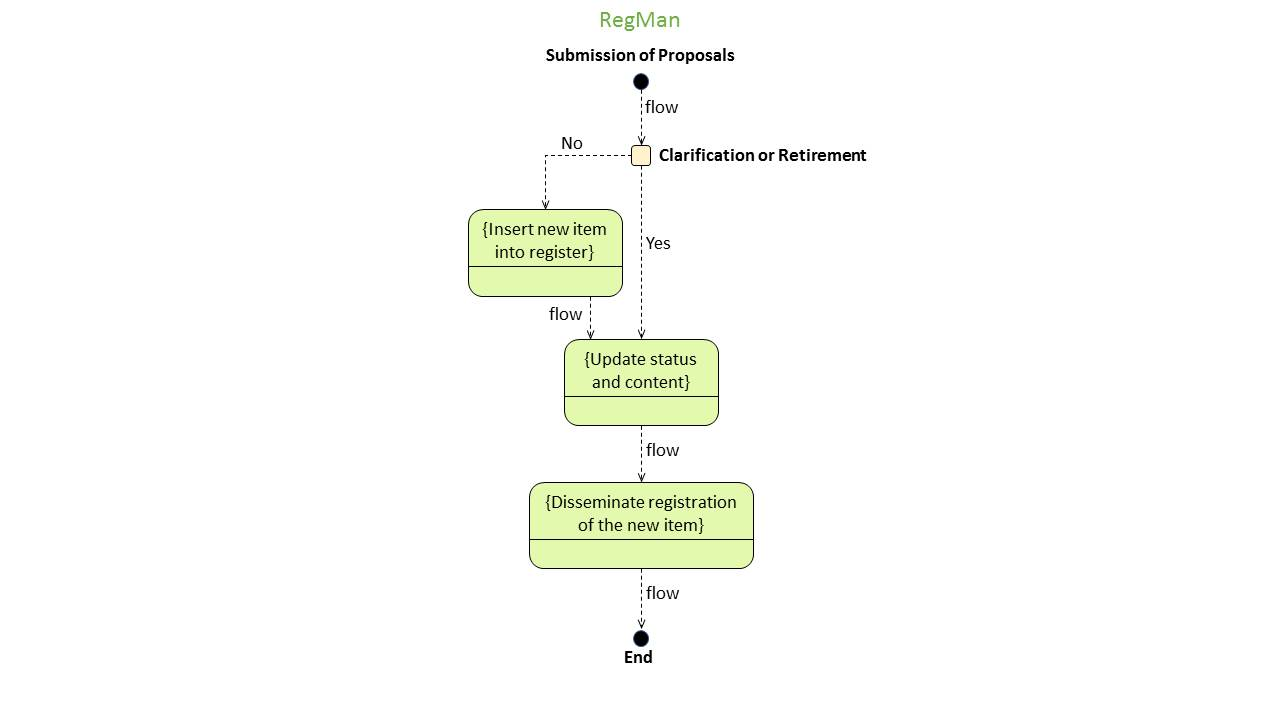 RegMan
Submission of Proposals
flow
No
Clarification or Retirement
{Insert new item
into register}
Yes
flow
{Update status
and content}
flow
{Disseminate registration
of the new item}
flow
End